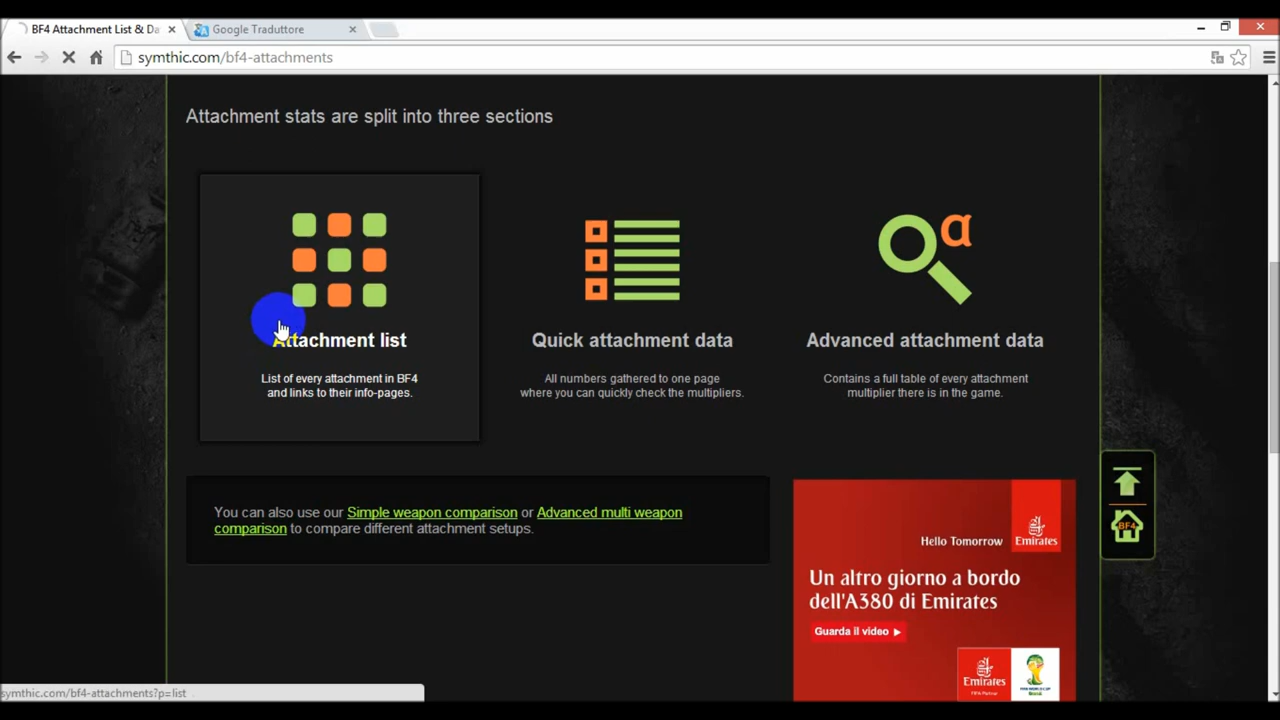 BF4 Attachment List & Da
Google Traduttore
symthic.com/bf4-attachments
Attachment stats are split into three sections
α
Attachment list
List of every attachment in BF4
and links to their info-pages.
Quick attachment data
All numbers gathered to one page
where you can quickly check the multipliers.
Advanced attachment data
Contains a full table of every attachment
multiplier there is in the game.
You can also use our Simple weapon comparison or Advanced multi weapon
comparison to compare different attachment setups.
BF4
Hello Tomorrow
Emirates
Un altro giorno a bordo
dell'A380 di Emirates
Guarda il video
Emirates
FIFA Partner
symthic.com/bf4-attachments?p=list